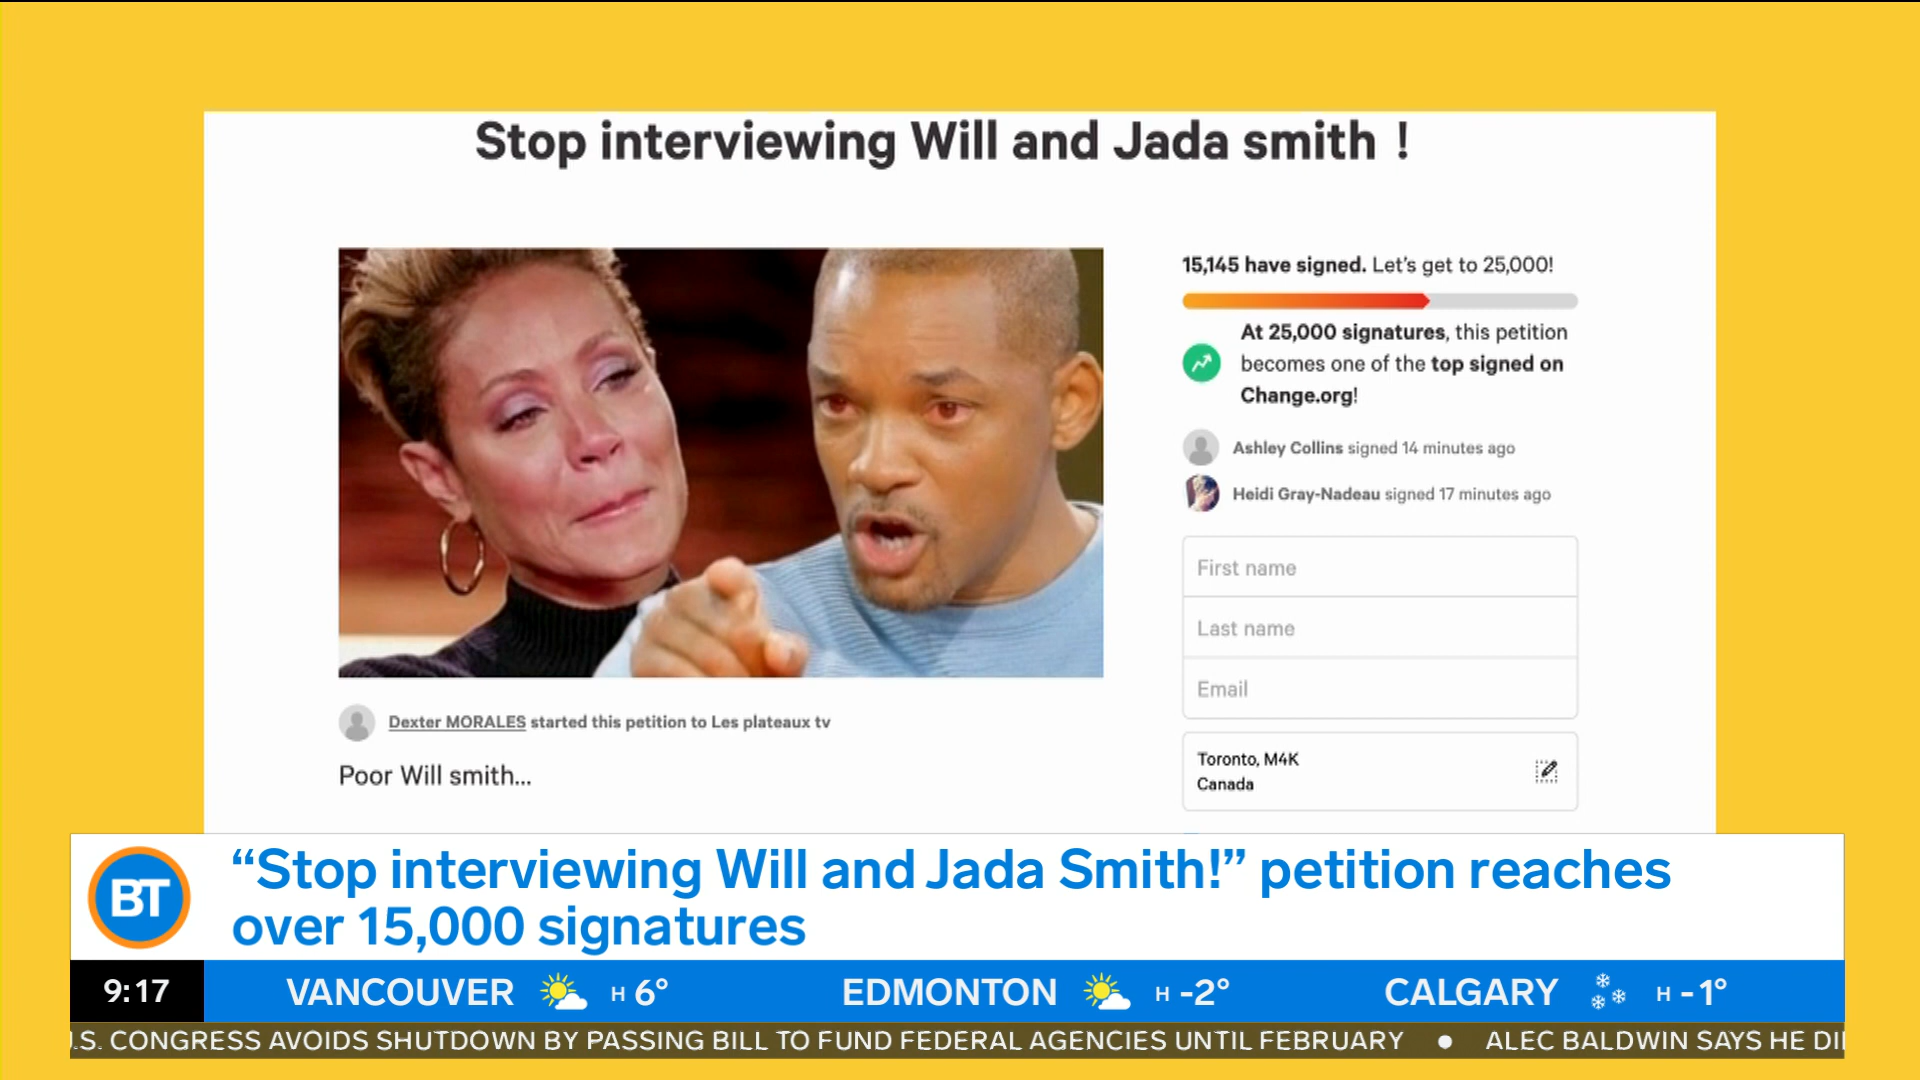 Stop interviewing Will and Jada smith !
15,145 have signed. Let's get to 25,000!
At 25,000 signatures, this petition
becomes one of the top signed on
Change.org!
Ashley Collins signed 14 minutes ago
Heidi Gray-Nadeau signed 17 minutes ago
First name
Last name
Email
Toronto, M4K
Canada
Dexter MORALES started this petition to Les plateaux tv
Poor Will smith...
BT
“Stop interviewing Will and Jada Smith!” petition reaches
over 15,000 signatures
9:17 VANCOUVER H 6° EDMONTON H -2° CALGARY H -1°
.S. CONGRESS AVOIDS SHUTDOWN BY PASSING BILL TO FUND FEDERAL AGENCIES UNTIL FEBRUARY ● ALEC BALDWIN SAYS HE